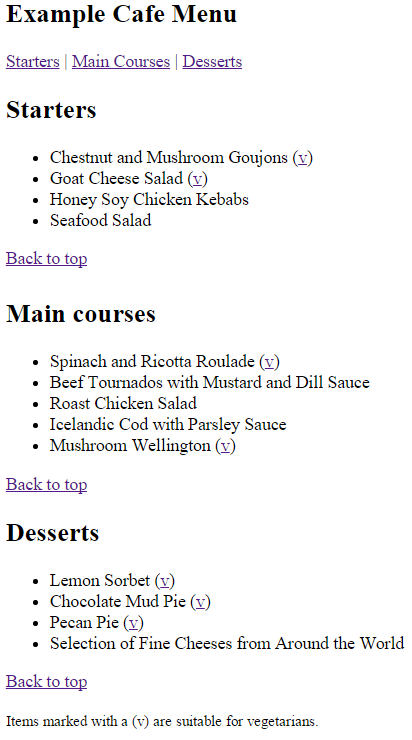 Example Cafe Menu
Starters | Main Courses | Desserts
Starters
• Chestnut and Mushroom Goujons (v)
• Goat Cheese Salad (v)
• Honey Soy Chicken Kebabs
• Seafood Salad
Back to top
Main courses
• Spinach and Ricotta Roulade (v)
• Beef Tournados with Mustard and Dill Sauce
• Roast Chicken Salad
• Icelandic Cod with Parsley Sauce
• Mushroom Wellington (v)
Back to top
Desserts
• Lemon Sorbet (v)
• Chocolate Mud Pie (v)
• Pecan Pie (v)
• Selection of Fine Cheeses from Around the World
Back to top
Items marked with a (v) are suitable for vegetarians.